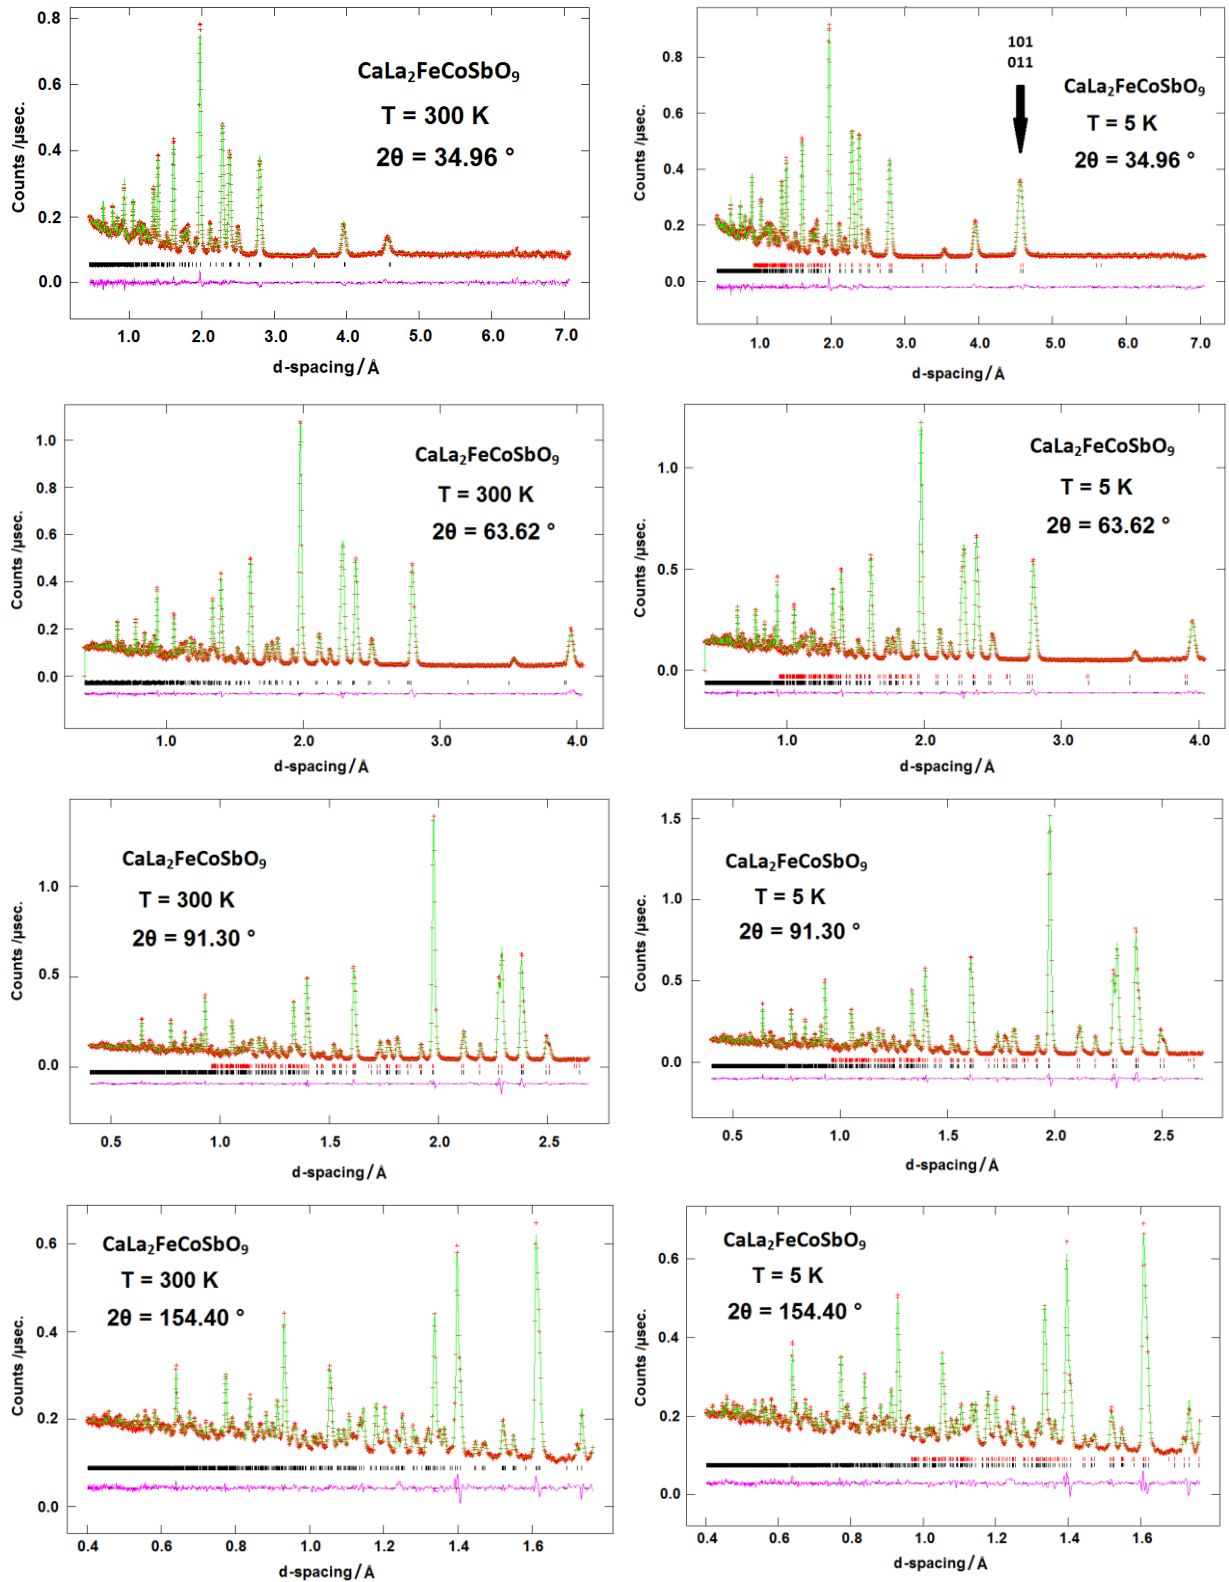 0.8
0.6
0.4
0.2
0.0
Counts /μsec.
CaLa₂FeCoSbO₉
T = 300 K
2θ = 34.96 °
1.0 2.0 3.0 4.0 5.0 6.0 7.0
d-spacing/Å
0.8
0.6
0.4
0.2
0.0
Counts /μsec.
101
011
CaLa₂FeCoSbO₉
T = 5 K
2θ = 34.96 °
1.0 2.0 3.0 4.0 5.0 6.0 7.0
d-spacing/Å
1.0
0.8
0.6
0.4
0.2
0.0
Counts /μsec.
CaLa₂FeCoSbO₉
T = 300 K
2θ = 63.62 °
1.0 2.0 3.0 4.0
d-spacing/Å
1.0
0.5
0.0
Counts /μsec.
CaLa₂FeCoSbO₉
T = 5 K
2θ = 63.62 °
1.0 2.0 3.0 4.0
d-spacing/Å
1.0
0.5
0.0
Counts /μsec.
CaLa₂FeCoSbO₉
T = 300 K
2θ = 91.30 °
0.5 1.0 1.5 2.0 2.5
d-spacing/Å
1.5
1.0
0.5
0.0
Counts /μsec.
CaLa₂FeCoSbO₉
T = 5 K
2θ = 91.30 °
0.5 1.0 1.5 2.0 2.5
d-spacing/Å
0.6
0.4
0.2
0.0
Counts /μsec.
CaLa₂FeCoSbO₉
T = 300 K
2θ = 154.40 °
0.4 0.6 0.8 1.0 1.2 1.4 1.6
d-spacing/Å
0.6
0.4
0.2
0.0
Counts /μsec.
CaLa₂FeCoSbO₉
T = 5 K
2θ = 154.40 °
0.4 0.6 0.8 1.0 1.2 1.4 1.6
d-spacing/Å